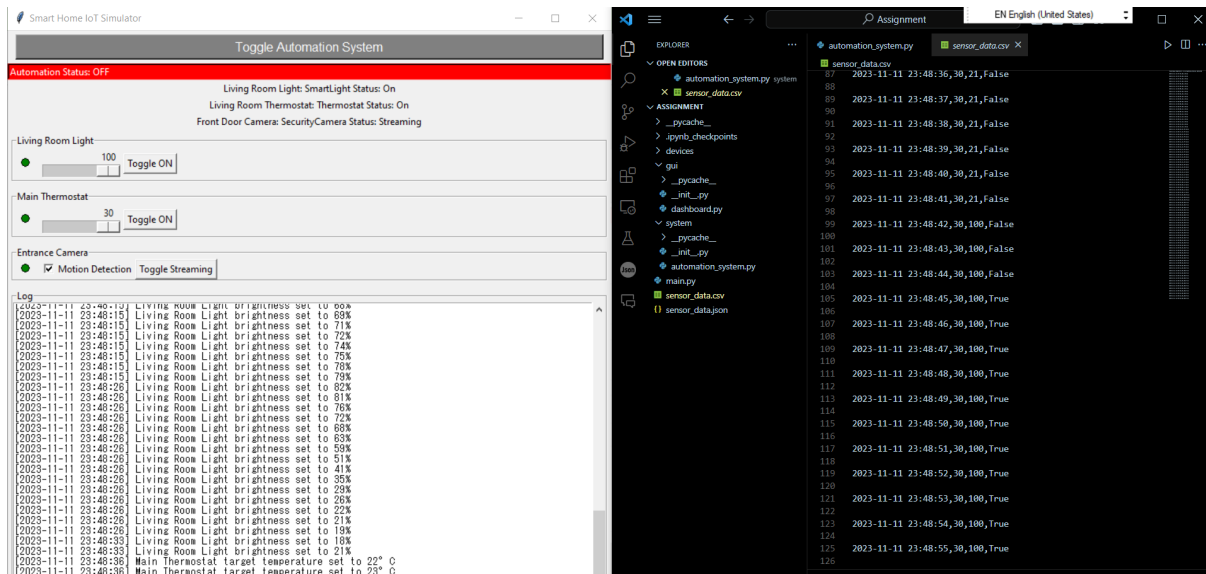 Smart Home IoT Simulator
Toggle Automation System
Automation Status: OFF
Living Room Light: SmartLight Status: On
Living Room Thermostat: Thermostat Status: On
Front Door Camera: SecurityCamera Status: Streaming
Living Room Light
100
Toggle ON
Main Thermostat
30
Toggle ON
Entrance Camera
Motion Detection Toggle Streaming
Log
[2023-11-11 23:48:15] Living Room Light brightness set to 68%
[2023-11-11 23:48:15] Living Room Light brightness set to 69%
[2023-11-11 23:48:15] Living Room Light brightness set to 71%
[2023-11-11 23:48:15] Living Room Light brightness set to 72%
[2023-11-11 23:48:15] Living Room Light brightness set to 74%
[2023-11-11 23:48:15] Living Room Light brightness set to 75%
[2023-11-11 23:48:15] Living Room Light brightness set to 78%
[2023-11-11 23:48:15] Living Room Light brightness set to 79%
[2023-11-11 23:48:26] Living Room Light brightness set to 82%
[2023-11-11 23:48:26] Living Room Light brightness set to 81%
[2023-11-11 23:48:26] Living Room Light brightness set to 76%
[2023-11-11 23:48:26] Living Room Light brightness set to 72%
[2023-11-11 23:48:26] Living Room Light brightness set to 68%
[2023-11-11 23:48:26] Living Room Light brightness set to 63%
[2023-11-11 23:48:26] Living Room Light brightness set to 59%
[2023-11-11 23:48:26] Living Room Light brightness set to 51%
[2023-11-11 23:48:26] Living Room Light brightness set to 41%
[2023-11-11 23:48:26] Living Room Light brightness set to 35%
[2023-11-11 23:48:26] Living Room Light brightness set to 29%
[2023-11-11 23:48:26] Living Room Light brightness set to 26%
[2023-11-11 23:48:26] Living Room Light brightness set to 22%
[2023-11-11 23:48:26] Living Room Light brightness set to 21%
[2023-11-11 23:48:26] Living Room Light brightness set to 19%
[2023-11-11 23:48:33] Living Room Light brightness set to 18%
[2023-11-11 23:48:33] Living Room Light brightness set to 21%
[2023-11-11 23:48:36] Main Thermostat target temperature set to 22° C
[2023-11-11 23:48:36] Main Thermostat target temperature set to 23° C
Assignment
EN English (United States)
EXPLORER
OPEN EDITORS
automation_system.py system
sensor_data.csv
ASSIGNMENT
__pycache__
.ipynb_checkpoints
devices
gui
__pycache__
__init__.py
dashboard.py
system
__pycache__
__init__.py
automation_system.py
main.py
sensor_data.csv
{} sensor_data.json
Json
automation_system.py
sensor_data.csv
sensor_data.csv
87 2023-11-11 23:48:36,30,21,False
88
89 2023-11-11 23:48:37,30,21,False
90
91 2023-11-11 23:48:38,30,21,False
92
93 2023-11-11 23:48:39,30,21,False
94
95 2023-11-11 23:48:40,30,21,False
96
97 2023-11-11 23:48:41,30,21,False
98
99 2023-11-11 23:48:42,30,100,False
100
101 2023-11-11 23:48:43,30,100,False
102
103 2023-11-11 23:48:44,30,100,False
104
105 2023-11-11 23:48:45,30,100,True
106
107 2023-11-11 23:48:46,30,100,True
108
109 2023-11-11 23:48:47,30,100,True
110
111 2023-11-11 23:48:48,30,100,True
112
113 2023-11-11 23:48:49,30,100,True
114
115 2023-11-11 23:48:50,30,100,True
116
117 2023-11-11 23:48:51,30,100,True
118
119 2023-11-11 23:48:52,30,100,True
120
121 2023-11-11 23:48:53,30,100,True
122
123 2023-11-11 23:48:54,30,100,True
124
125 2023-11-11 23:48:55,30,100,True
126